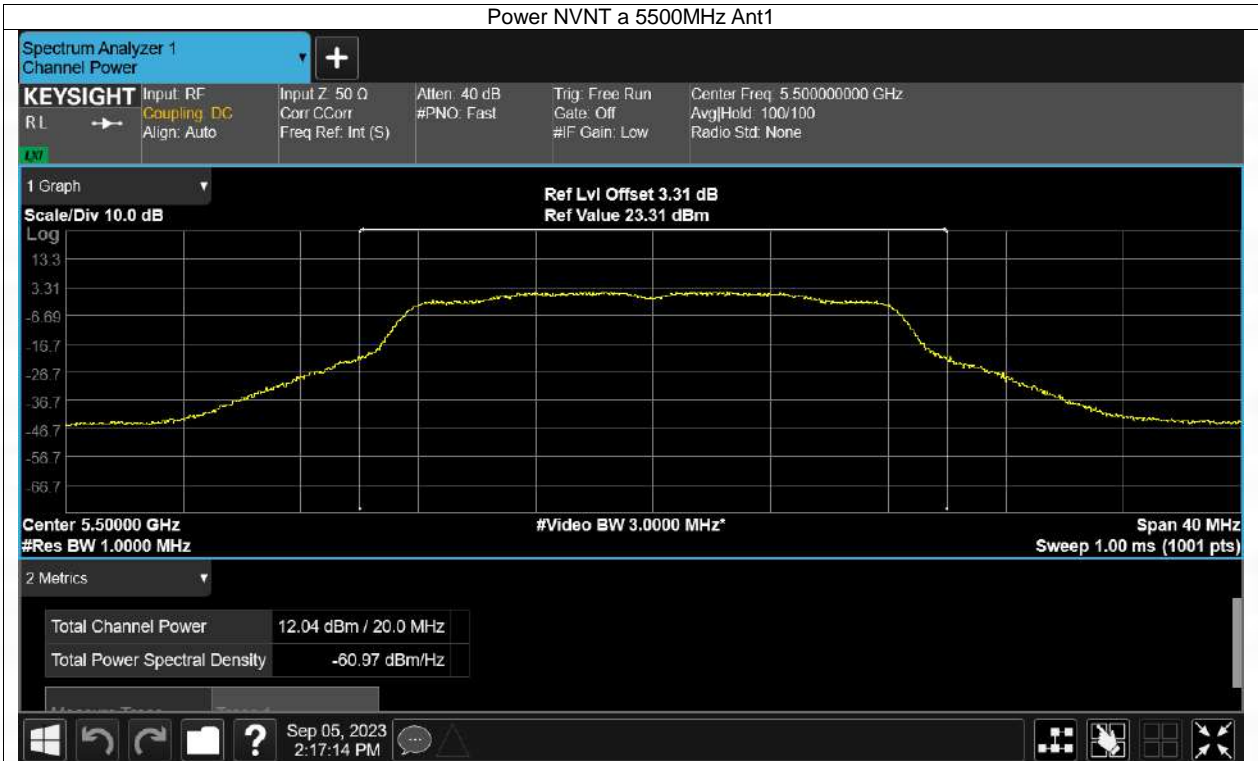 Power NVNT a 5500MHz Ant1
Spectrum Analyzer 1
Channel Power
KEYSIGHT
RL
LXI
Input: RF
Coupling: DC
Align: Auto
Input Z: 50 Ω
Corr CCorr
Freq Ref: Int (S)
Atten: 40 dB
#PNO: Fast
Trig: Free Run
Gate: Off
#IF Gain: Low
Center Freq: 5.500000000 GHz
Avg|Hold: 100/100
Radio Std: None
1 Graph
Scale/Div 10.0 dB
Ref Lvl Offset 3.31 dB
Ref Value 23.31 dBm
Log
13.3
3.31
-6.69
-16.7
-26.7
-36.7
-46.7
-56.7
-66.7
Center 5.50000 GHz
#Video BW 3.0000 MHz*
Span 40 MHz
#Res BW 1.0000 MHz
Sweep 1.00 ms (1001 pts)
2 Metrics
Total Channel Power 12.04 dBm / 20.0 MHz
Total Power Spectral Density -60.97 dBm/Hz
Sep 05, 2023
2:17:14 PM